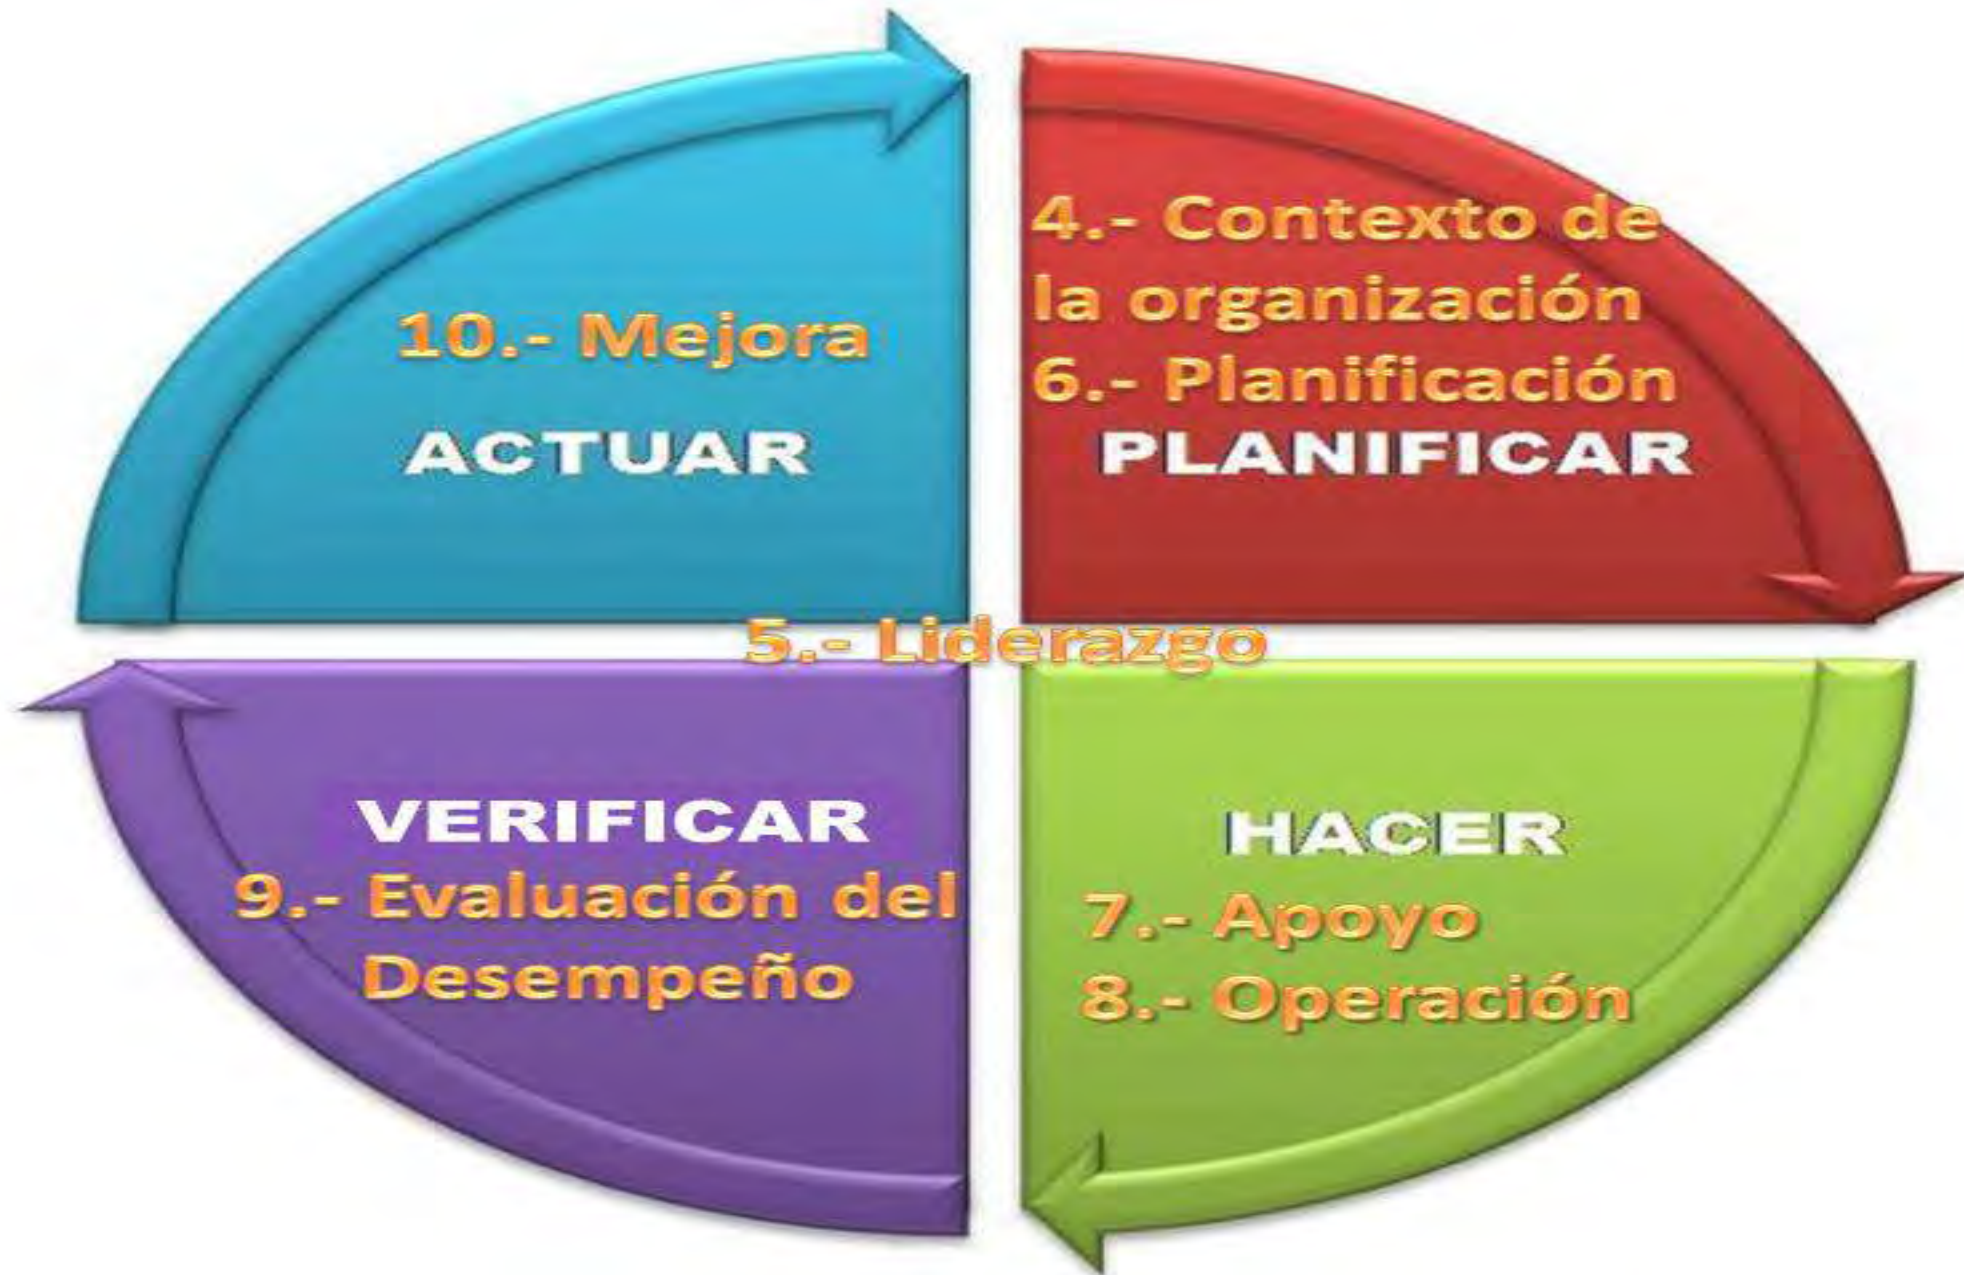 10.- Mejora
ACTUAR
4.- Contexto de
la organización
6.- Planificación
PLANIFICAR
5.- Liderazgo
VERIFICAR
9.- Evaluación del
Desempeño
HACER
7.- Apoyo
8.- Operación